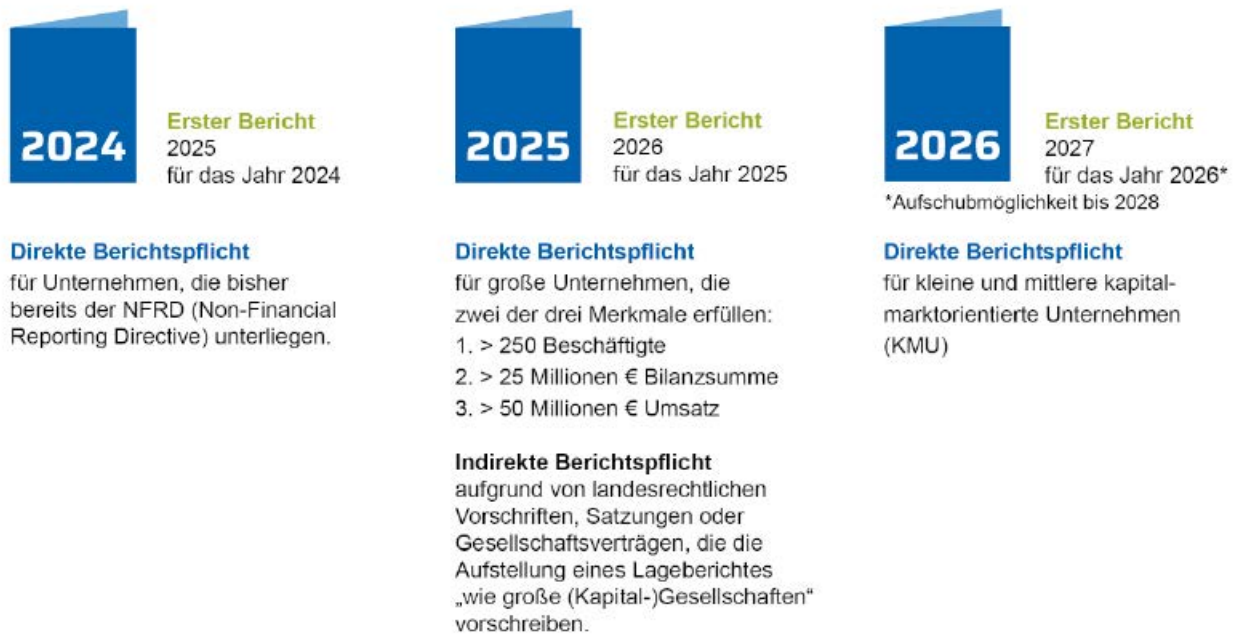 2024
Erster Bericht
2025
für das Jahr 2024
Direkte Berichtspflicht
für Unternehmen, die bisher
bereits der NFRD (Non-Financial
Reporting Directive) unterliegen.
2025
Erster Bericht
2026
für das Jahr 2025
Direkte Berichtspflicht
für große Unternehmen, die
zwei der drei Merkmale erfüllen:
1. > 250 Beschäftigte
2. > 25 Millionen € Bilanzsumme
3. > 50 Millionen € Umsatz
Indirekte Berichtspflicht
aufgrund von landesrechtlichen
Vorschriften, Satzungen oder
Gesellschaftsverträgen, die die
Aufstellung eines Lageberichtes
„wie große (Kapital-)Gesellschaften“
vorschreiben.
2026
Erster Bericht
2027
für das Jahr 2026*
*Aufschubmöglichkeit bis 2028
Direkte Berichtspflicht
für kleine und mittlere kapital-
marktorientierte Unternehmen
(KMU)